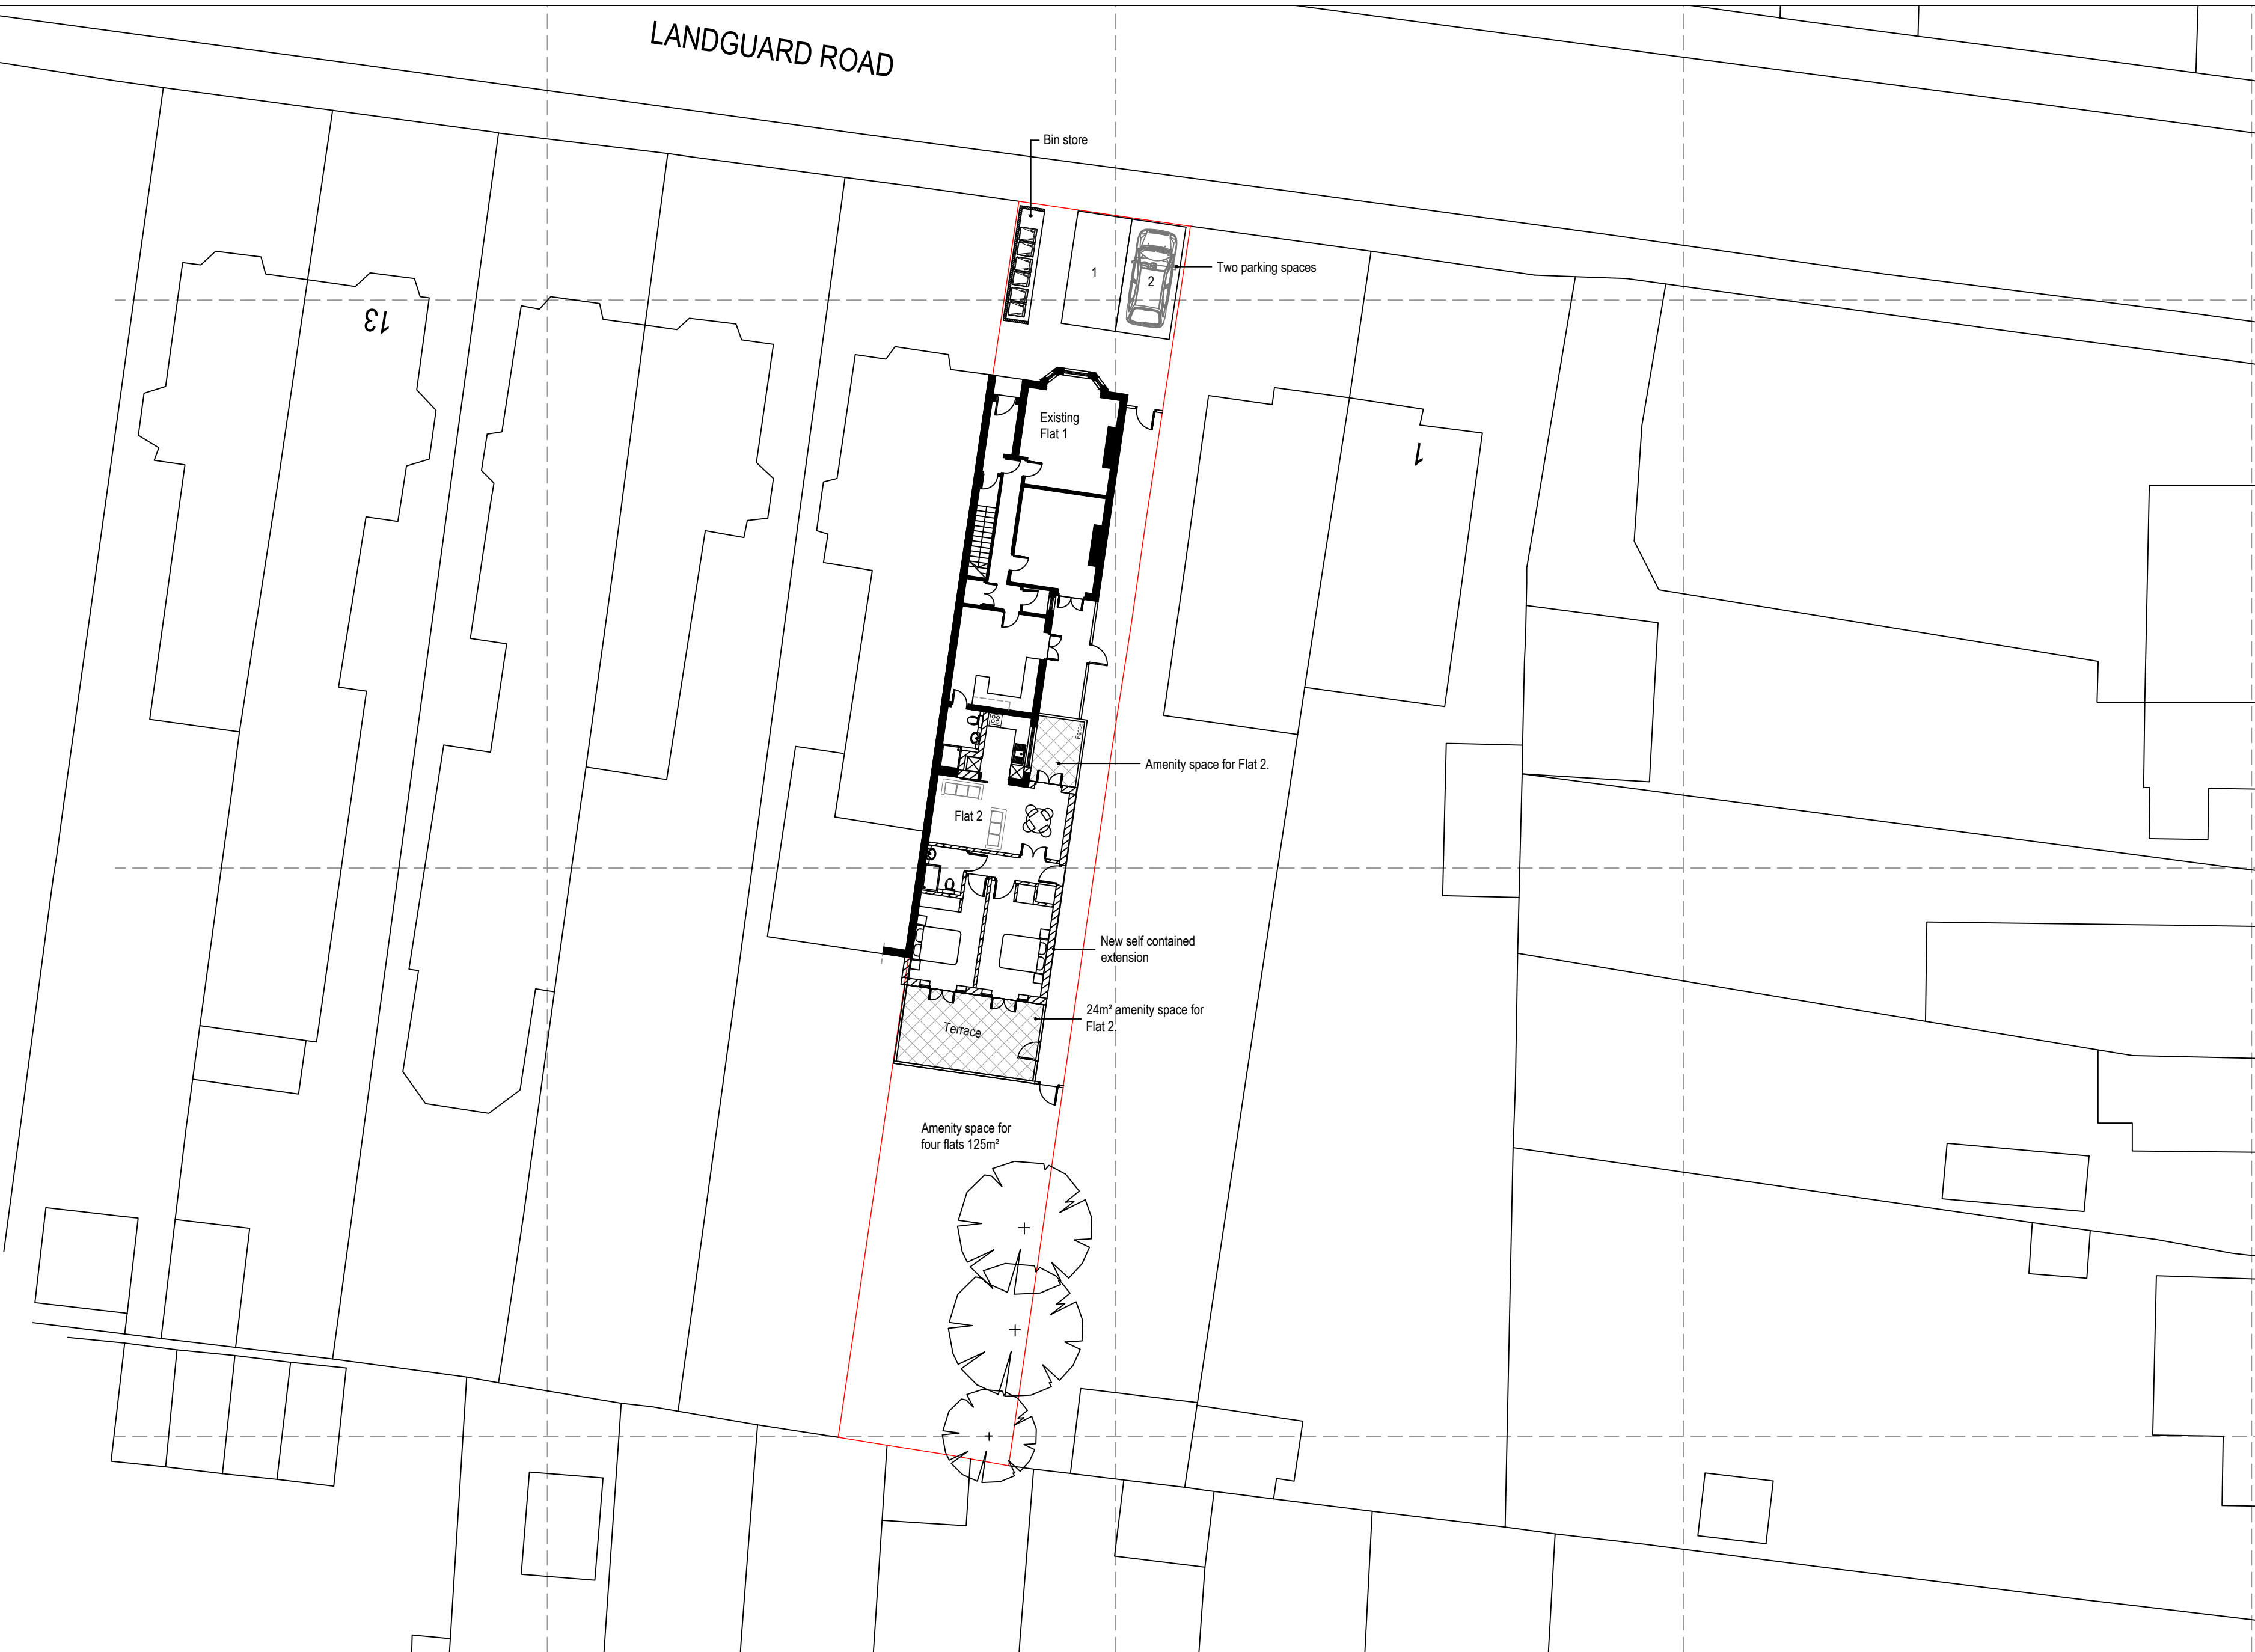 LANDGUARD ROAD
Bin store
Two parking spaces
1
2
13
Existing
Flat 1
1
Fence
Amenity space for Flat 2.
Flat 2
New self contained
extension
24m² amenity space for
Flat 2.
Terrace
Amenity space for
four flats 125m²